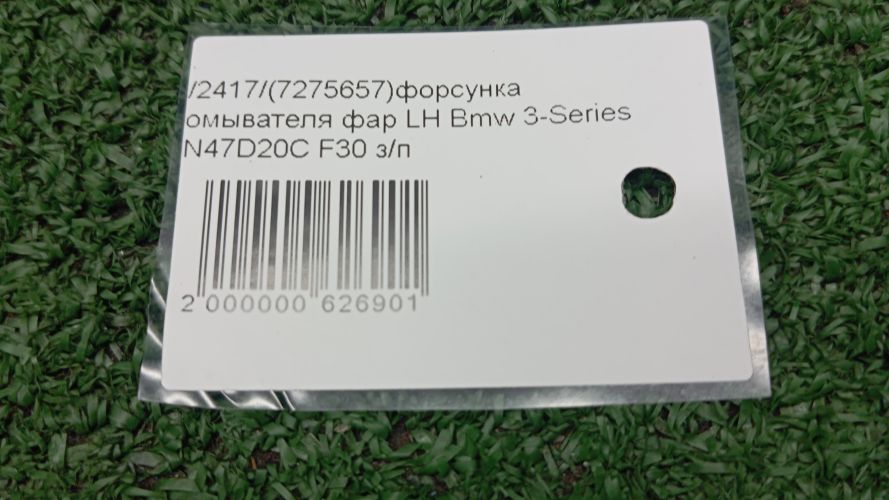 /2417/(7275657)форсунка
омывателя фар LH Bmw 3-Series
N47D20C F30 з/п
2 000000 626901